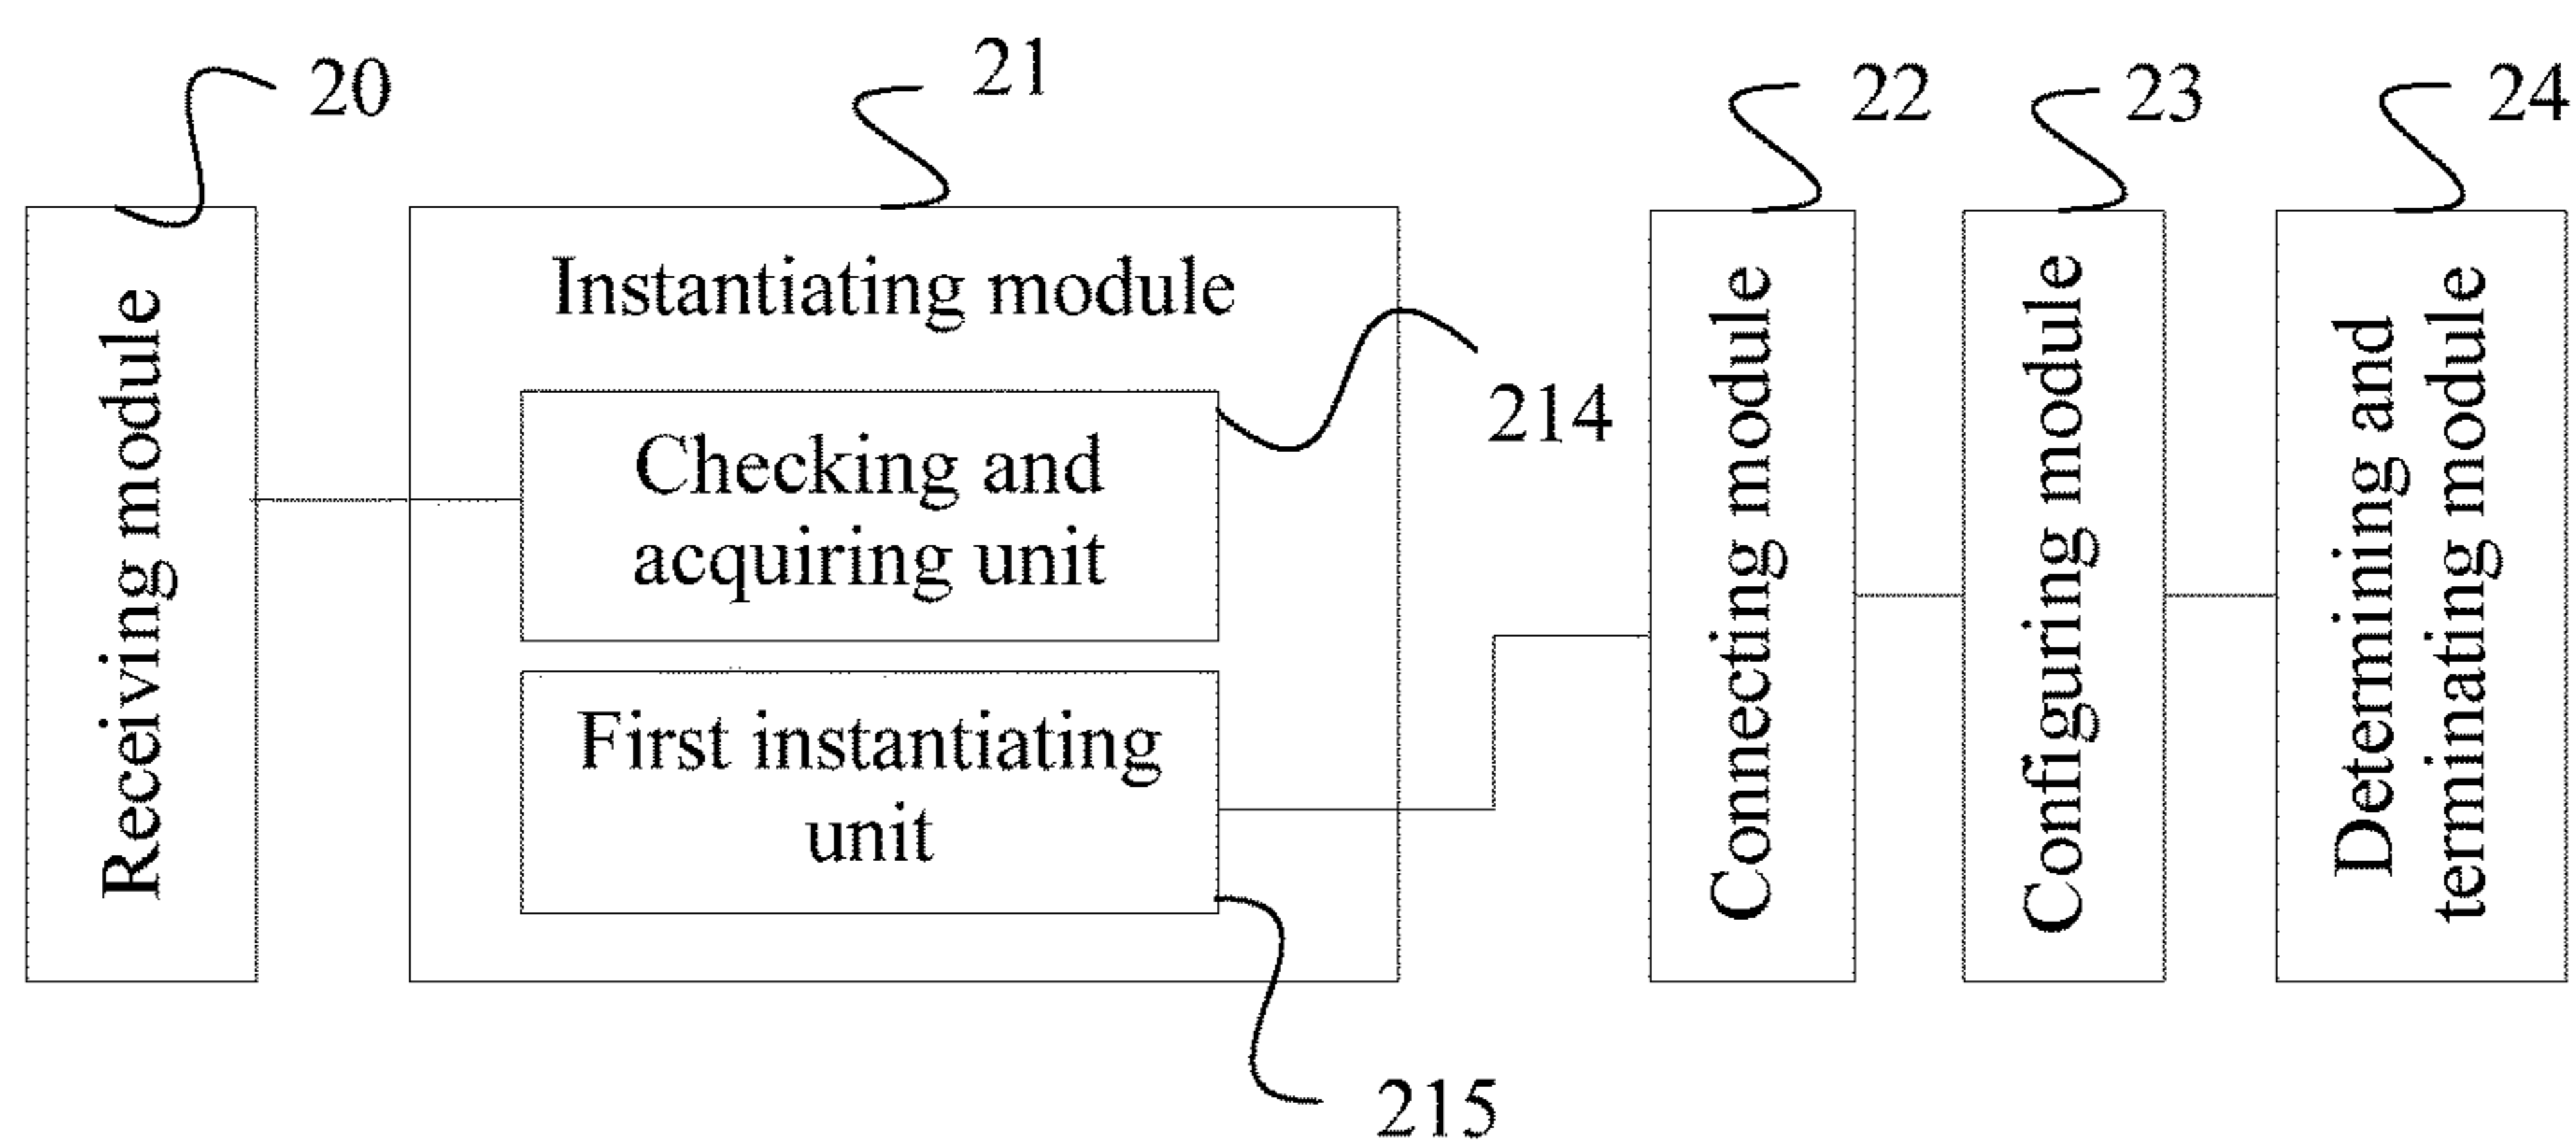 20
21
22
23
24
Receiving module
Instantiating module
Checking and
acquiring unit
214
First instantiating
unit
215
Connecting module
Configuring module
Determining and
terminating module